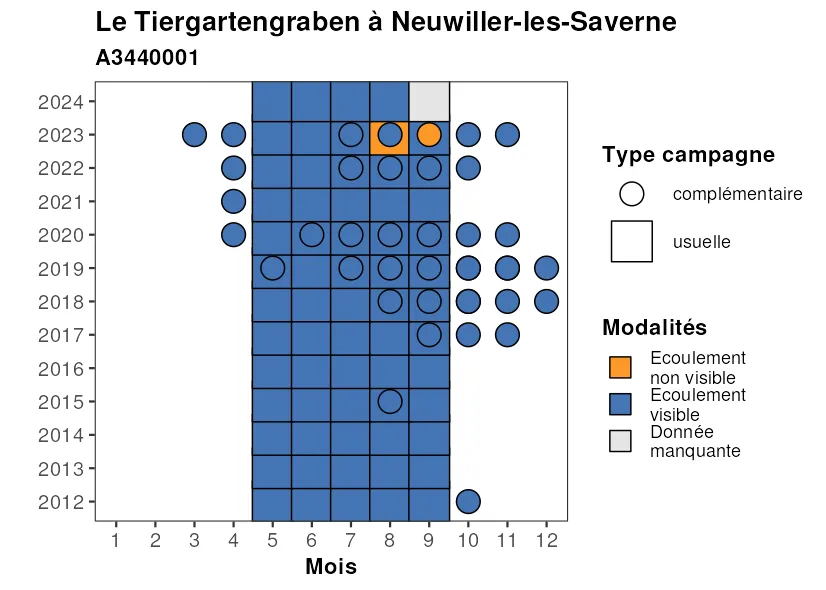 Le Tiergartengraben à Neuwiller-les-Saverne
A3440001
2024
2023
2022
2021
2020
2019
2018
2017
2016
2015
2014
2013
2012
1 2 3 4 5 6 7 8 9 10 11 12
Mois
Type campagne
complémentaire
usuelle
Modalités
Ecoulement
non visible
Ecoulement
visible
Donnée
manquante